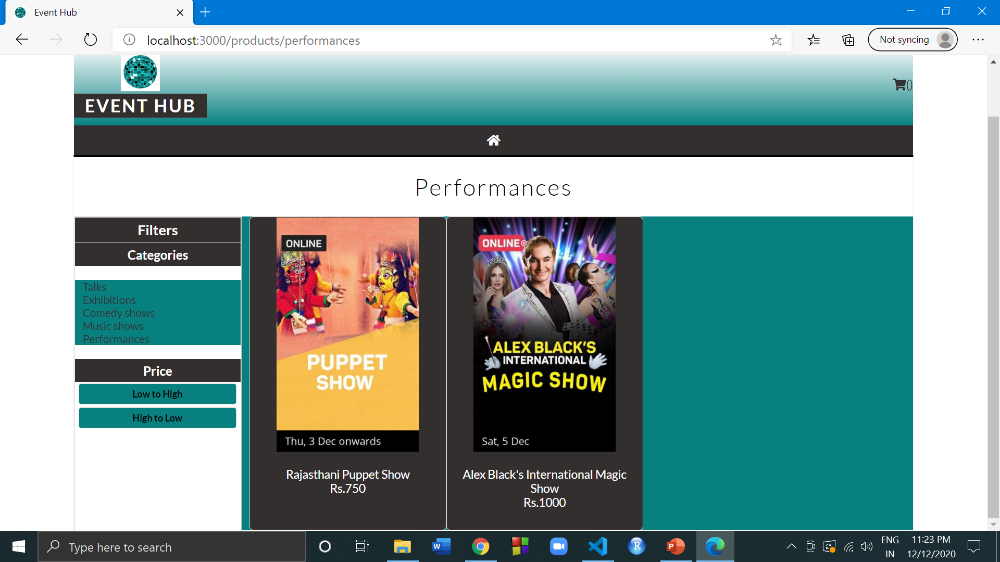 Event Hub
localhost:3000/products/performances
Not syncing
EVENT HUB
()
Performances
Filters
Categories
Talks
Exhibitions
Comedy shows
Music shows
Performances
Price
Low to High
High to Low
ONLINE
PUPPET
SHOW
Thu, 3 Dec onwards
Rajasthani Puppet Show
Rs.750
ONLINE
ALEX BLACK'S
INTERNATIONAL
MAGIC SHOW
Sat, 5 Dec
Alex Black's International Magic
Show
Rs.1000
Type here to search
W
R
P
ENG
IN
11:23 PM
12/12/2020